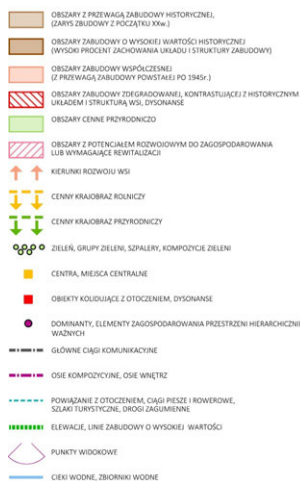 OBSZARY Z PRZEWAGĄ ZABUDOWY HISTORYCZNEJ,
(ZARYS ZBUDOWY Z POCZĄTKU XXw.)
OBSZARY ZABUDOWY O WYSOKIEJ WARTOŚCI HISTORYCZNEJ
(WYSOKI PROCENT ZACHOWANIA UKŁADU I STRUKTURY ZABUDOWY)
OBSZARY ZABUDOWY WSPÓŁCZESNEJ
(Z PRZEWAGĄ ZABUDOWY POWSTAŁEJ PO 1945r.)
OBSZARY ZABUDOWY ZDEGRADOWANEJ, KONTRASTUJĄCEJ Z HISTORYCZNYM
UKŁADEM I STRUKTURĄ WSI, DYSONANSE
OBSZARY CENNE PRZYRODNICZO
OBSZARY Z POTENCJAŁEM ROZWOJOWYM DO ZAGOSPODAROWANIA
LUB WYMAGAJĄCE REWITALIZACJI
KIERUNKI ROZWOJU WSI
CENNY KRAJOBRAZ ROLNICZY
CENNY KRAJOBRAZ PRZYRODNICZY
ZIELEŃ, GRUPY ZIELENI, SZPALERY, KOMPOZYCJE ZIELENI
CENTRA, MIEJSCA CENTRALNE
OBIEKTY KOLIDUJĄCE Z OTOCZENIEM, DYSONANSE
DOMINANTY, ELEMENTY ZAGOSPODAROWANIA PRZESTRZENI HIERARCHICZNIE
WAŻNYCH
GŁÓWNE CIĄGI KOMUNIKACYJNE
OSIE KOMPOZYCYJNE, OSIE WNĘTRZ
POWIĄZANIE Z OTOCZENIEM, CIĄGI PIESZE I ROWEROWE,
SZLAKI TURYSTYCZNE, DROGI ZAGUMIENNE
ELEWACJE, LINIE ZABUDOWY O WYSOKIEJ WARTOŚCI
PUNKTY WIDOKOWE
CIEKI WODNE, ZBIORNIKI WODNE